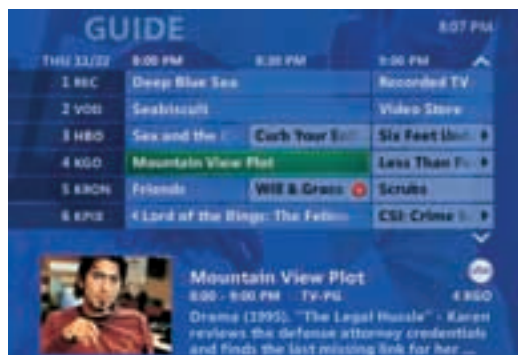 GUIDE 8:07 PM
8:00 PM 8:30 PM 9:00 PM
1 REC Deep Blue Sea Recorded TV
2 VOD Seabiscuit Video Store
3 HBO Sex and the Curb Your Six Feet
4 KGO Mountain View Plot Less Than
5 KRON Friends Will & Grace Scrubs
6 KPIX Lord of the Rings: The Fellow CSI: Crime
Mountain View Plot
8:00 - 9:00 PM TV-PG 4 KGO
Drama (1995). "The Legal Hussle" - Karen
reviews the defense attorney credentials
and finds the last missing link for her